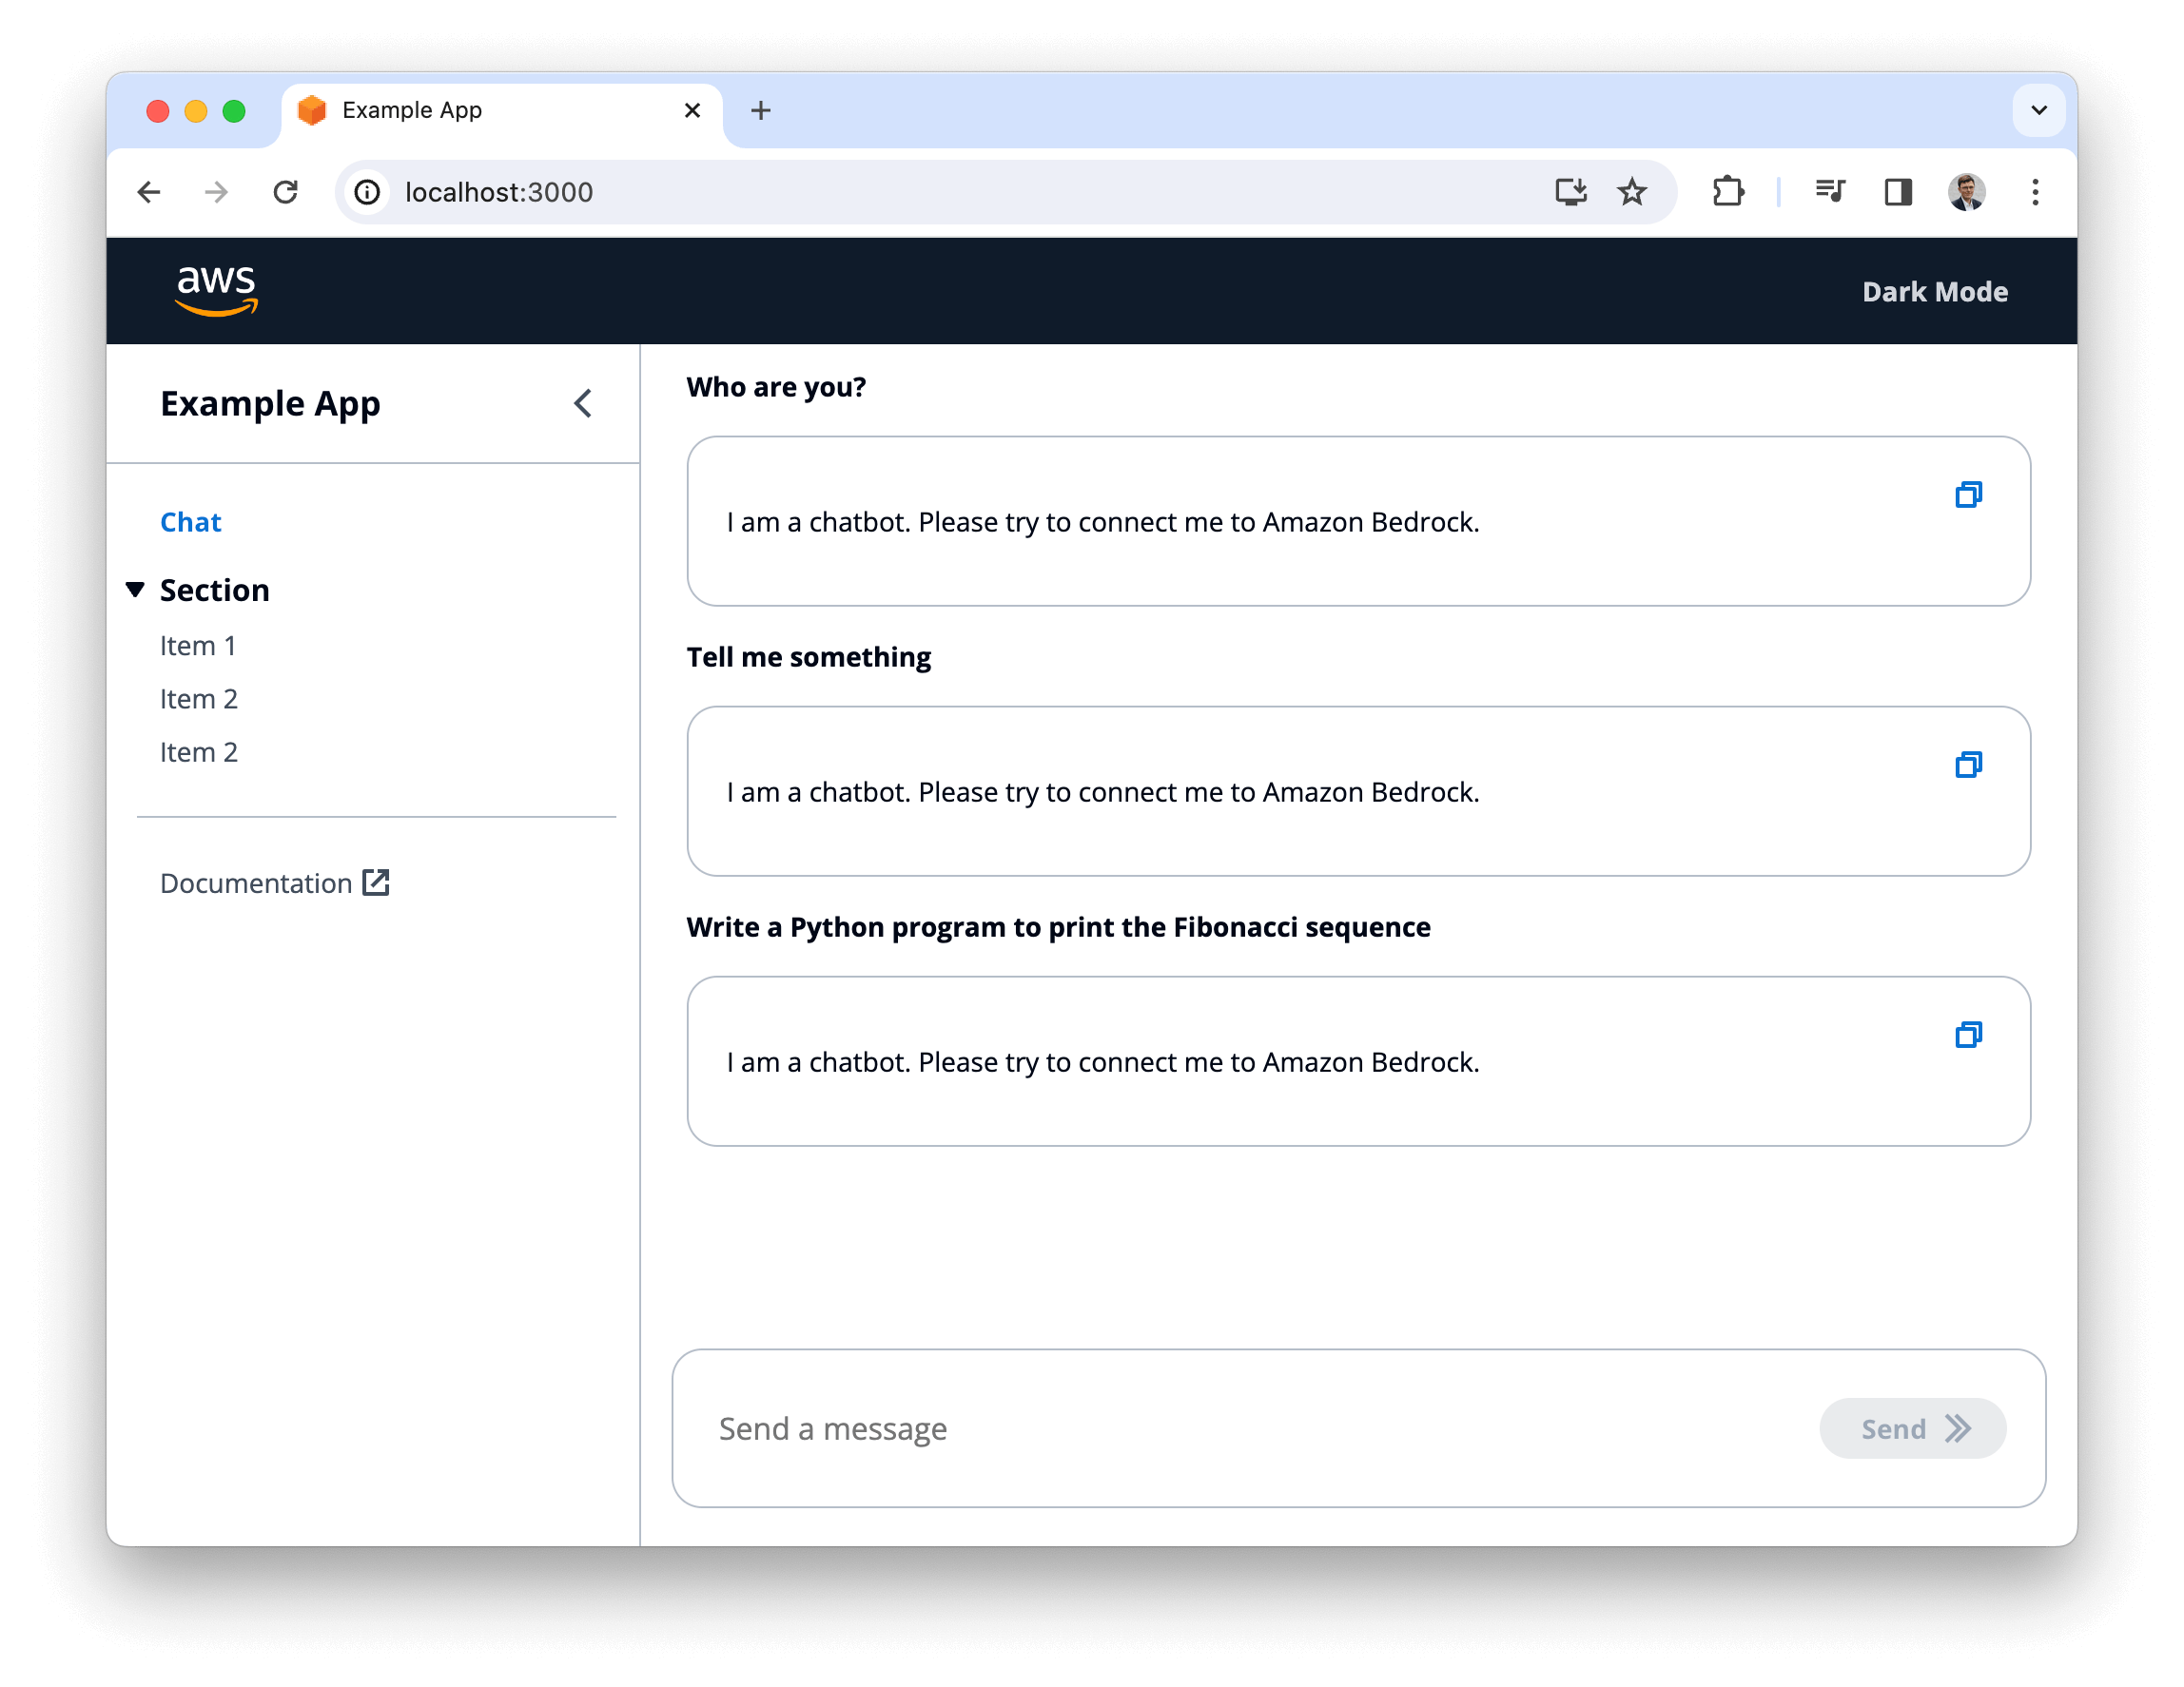 Example App
localhost:3000
aws
Dark Mode
Example App
Chat
Section
Item 1
Item 2
Item 2
Documentation
Who are you?
I am a chatbot. Please try to connect me to Amazon Bedrock.
Tell me something
I am a chatbot. Please try to connect me to Amazon Bedrock.
Write a Python program to print the Fibonacci sequence
I am a chatbot. Please try to connect me to Amazon Bedrock.
Send a message
Send